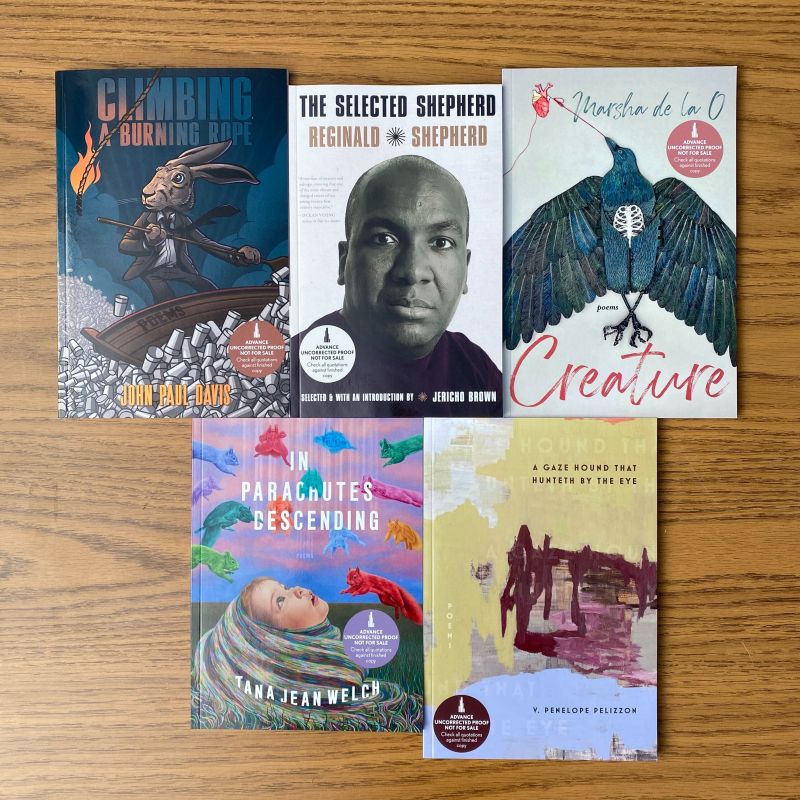 CLIMBING
A BURNING ROPE
POEMS
ADVANCE
UNCORRECTED PROOF
NOT FOR SALE
Check all quotations
against finished
copy
JOHN PAUL DAVIS
THE SELECTED SHEPHERD
REGINALD SHEPHERD
ADVANCE
UNCORRECTED PROOF
NOT FOR SALE
Check all quotations
against finished
copy
SELECTED & WITH AN INTRODUCTION BY JERICHO BROWN
Marsha de la O
ADVANCE
UNCORRECTED PROOF
NOT FOR SALE
Check all quotations
against finished
copy
poems
Creature
IN
PARACHUTES
DESCENDING
POEMS
ADVANCE
UNCORRECTED PROOF
NOT FOR SALE
Check all quotations
against finished
copy
TANA JEAN WELCH
A GAZE HOUND THAT
HUNTETH BY THE EYE
POEMS
V. PENELOPE PELIZZON
ADVANCE
UNCORRECTED PROOF
NOT FOR SALE
Check all quotations
against finished
copy